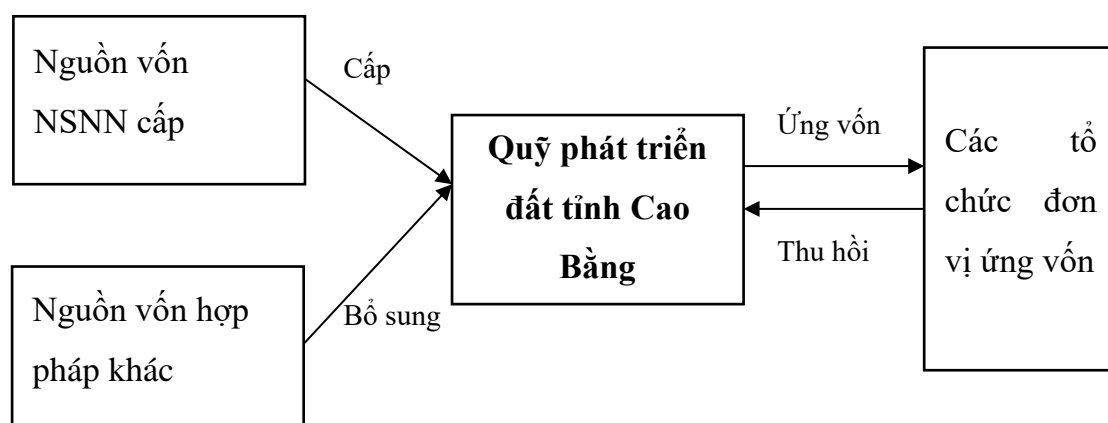 Nguồn vốn
NSNN cấp
Cấp
Nguồn vốn hợp
pháp khác
Bổ sung
Quỹ phát triển
đất tỉnh Cao
Bằng
Ứng vốn
Thu hồi
Các tổ
chức đơn
vị ứng vốn